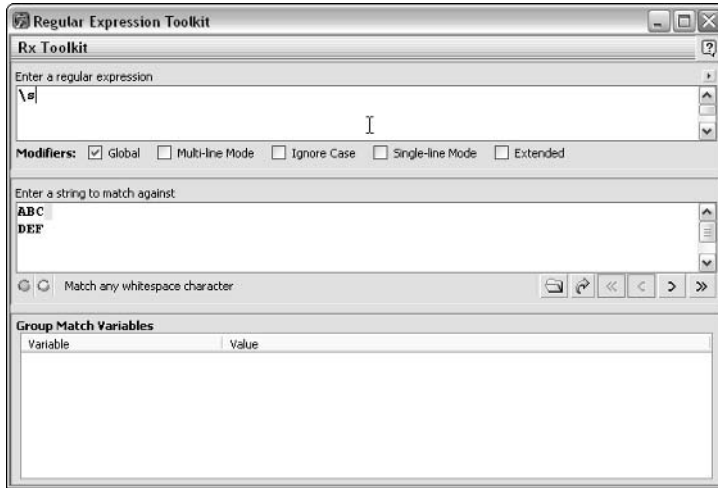 Regular Expression Toolkit
Rx Toolkit
Enter a regular expression
\s
Modifiers: Global Multi-line Mode Ignore Case Single-line Mode Extended
Enter a string to match against
ABC
DEF
Match any whitespace character
Group Match Variables
Variable Value